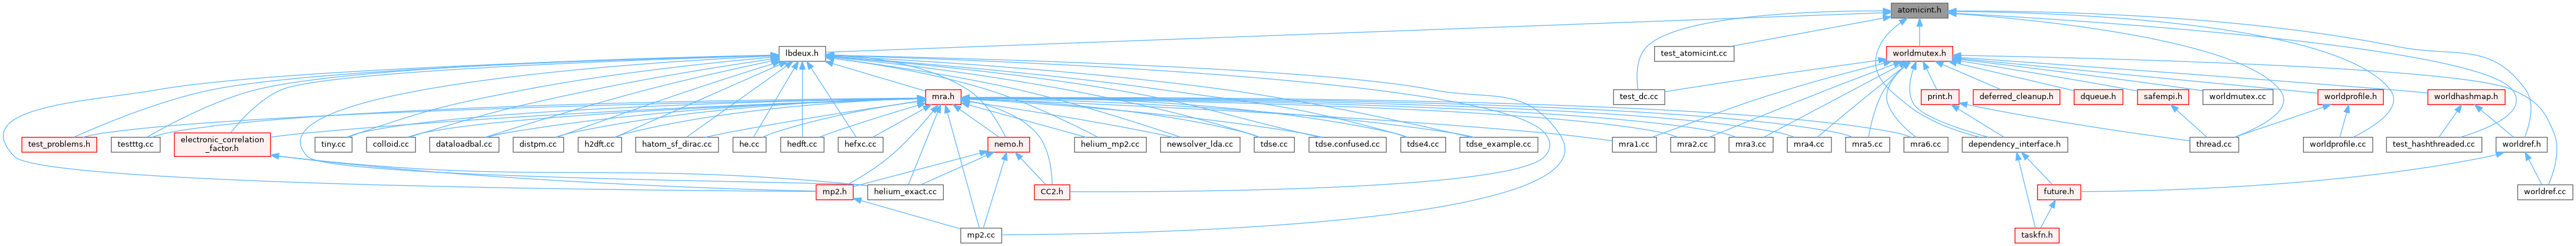 atomicint.h
lbdeux.h
test_atomicint.cc
worldmutex.h
mra.h
test_dc.cc
print.h
deferred_cleanup.h
dqueue.h
safempi.h
worldmutex.cc
worldprofile.h
worldhashmap.h
test_problems.h
testttg.cc
electronic_correlation
_factor.h
tiny.cc
colloid.cc
dataloadbal.cc
distpm.cc
h2dft.cc
hatom_sf_dirac.cc
he.cc
hedft.cc
hefxc.cc
nemo.h
helium_mp2.cc
newsolver_lda.cc
tdse.cc
tdse.confused.cc
tdse4.cc
tdse_example.cc
mra1.cc
mra2.cc
mra3.cc
mra4.cc
mra5.cc
mra6.cc
dependency_interface.h
thread.cc
worldprofile.cc
test_hashthreaded.cc
worldref.h
mp2.h
helium_exact.cc
CC2.h
future.h
worldref.cc
mp2.cc
taskfn.h